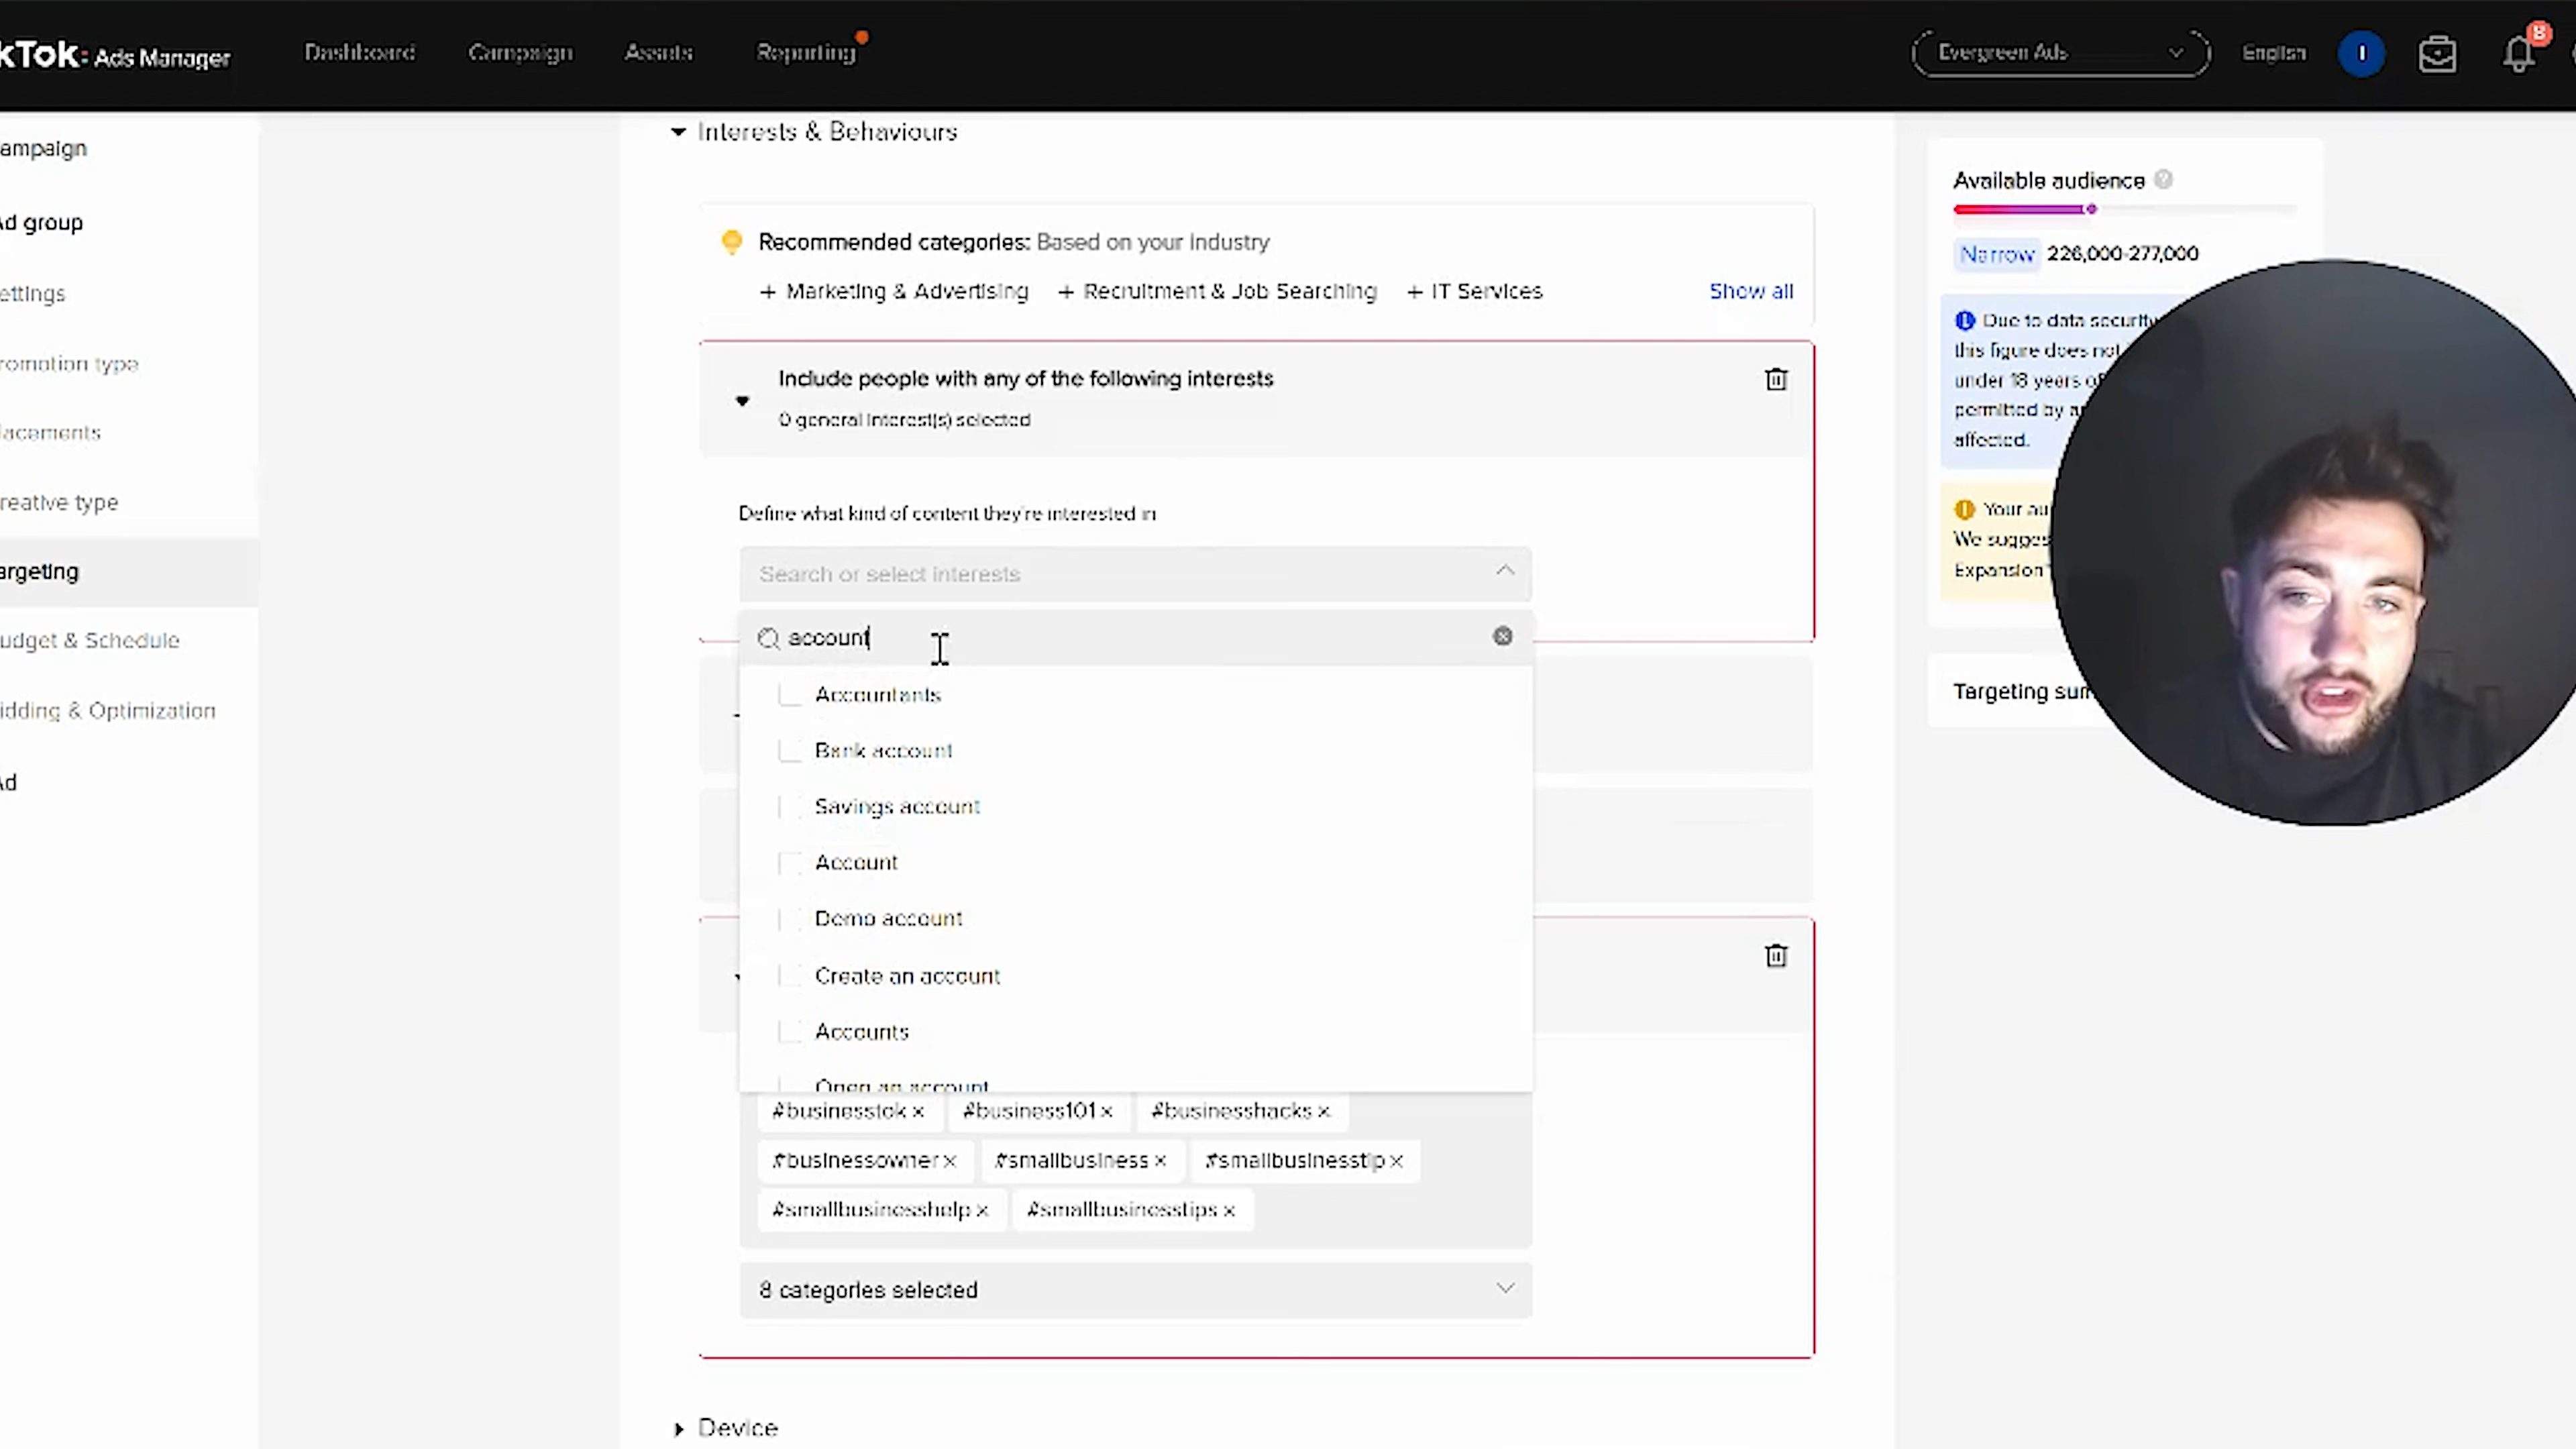 kTok: Ads Manager
Dashboard
Campaign
Assets
Reporting
Evergreen Ads
English
I
8
ampaign
Ad group
ettings
romotion type
lacements
reative type
argeting
udget & Schedule
idding & Optimization
Ad
Interests & Behaviours
Recommended categories: Based on your industry
+ Marketing & Advertising + Recruitment & Job Searching + IT Services
Show all
Include people with any of the following interests
0 general interest(s) selected
Define what kind of content they're interested in
Search or select interests
account
Accountants
Bank account
Savings account
Account
Demo account
Create an account
Accounts
Open an account
#businesstok × #business101 × #businesshacks ×
#businessowner × #smallbusiness × #smallbusinesstip ×
#smallbusinesshelp × #smallbusinesstips ×
8 categories selected
Device
Available audience
Narrow 226,000-277,000
Due to data security
this figure does not
under 18 years of
permitted by
affected.
Your au
We sugges
Expansion"
Targeting sum